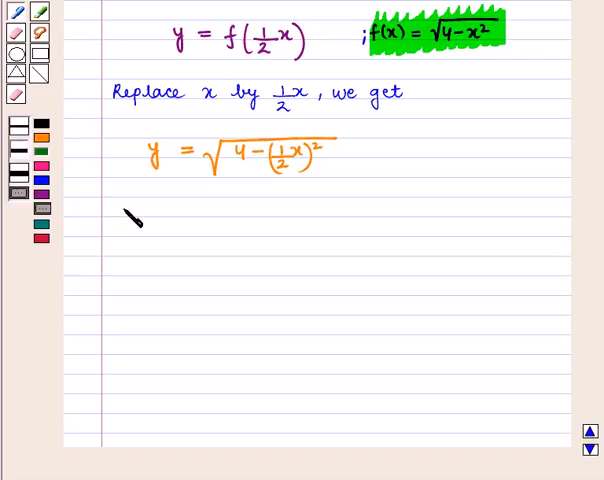 y = f(1/2 x) ; f(x) = √(4-x²)
Replace x by 1/2 x, we get
y = √(4-(1/2 x)²)